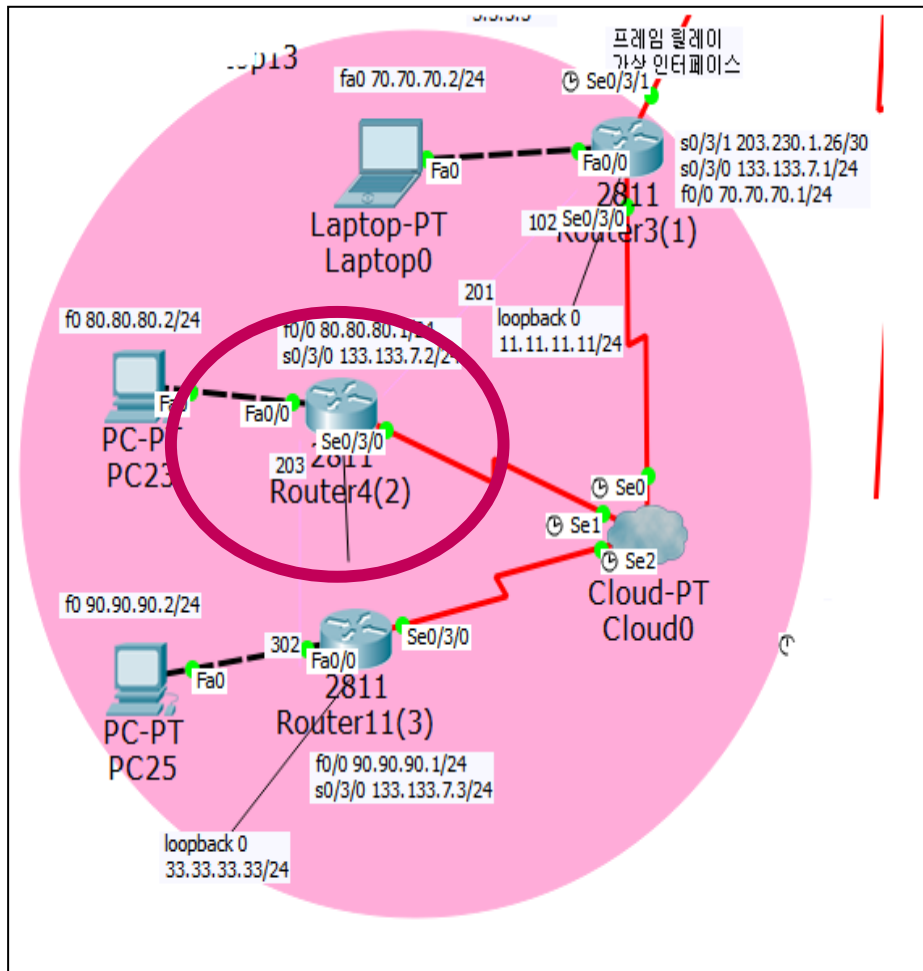 프레임 릴레이
가상 인터페이스
fa0 70.70.70.2/24
Se0/3/1
s0/3/1 203.230.1.26/30
s0/3/0 133.133.7.1/24
f0/0 70.70.70.1/24
Fa0
Fa0/0
2811
Router3(1)
Laptop-PT
Laptop0
102
Se0/3/0
201
loopback 0
11.11.11.11/24
f0 80.80.80.2/24
f0/0 80.80.80.1/24
s0/3/0 133.133.7.2/24
Fa0
Fa0/0
PC-PT
PC23
Se0/3/0
2811
203
Router4(2)
Se0
Se1
Se2
Cloud-PT
Cloud0
f0 90.90.90.2/24
302
Fa0/0
Se0/3/0
Fa0
2811
Router11(3)
PC-PT
PC25
f0/0 90.90.90.1/24
s0/3/0 133.133.7.3/24
loopback 0
33.33.33.33/24